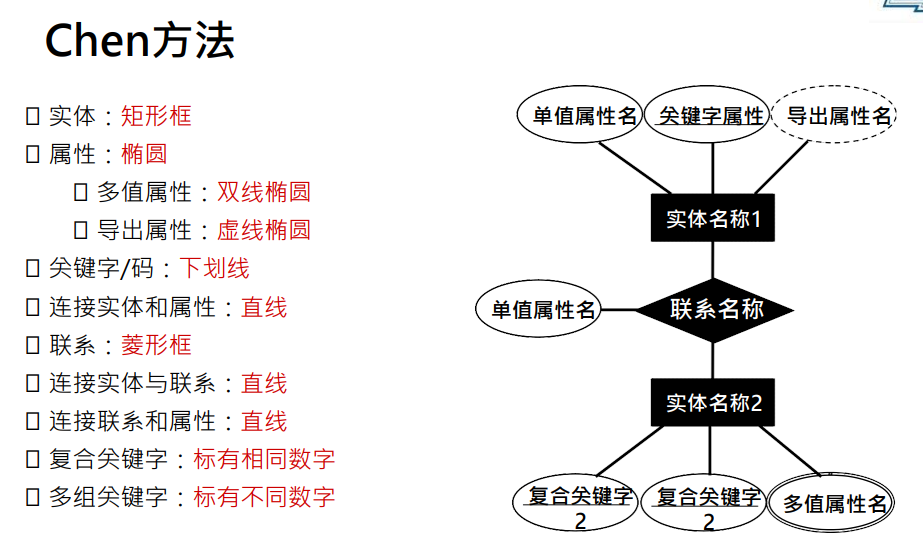 Chen方法
实体：矩形框
属性：椭圆
多值属性：双线椭圆
导出属性：虚线椭圆
关键字/码：下划线
连接实体和属性：直线
联系：菱形框
连接实体与联系：直线
连接联系和属性：直线
复合关键字：标有相同数字
多组关键字：标有不同数字
单值属性名
关键字属性
导出属性名
实体名称1
单值属性名
联系名称
实体名称2
复合关键字
2
复合关键字
2
多值属性名